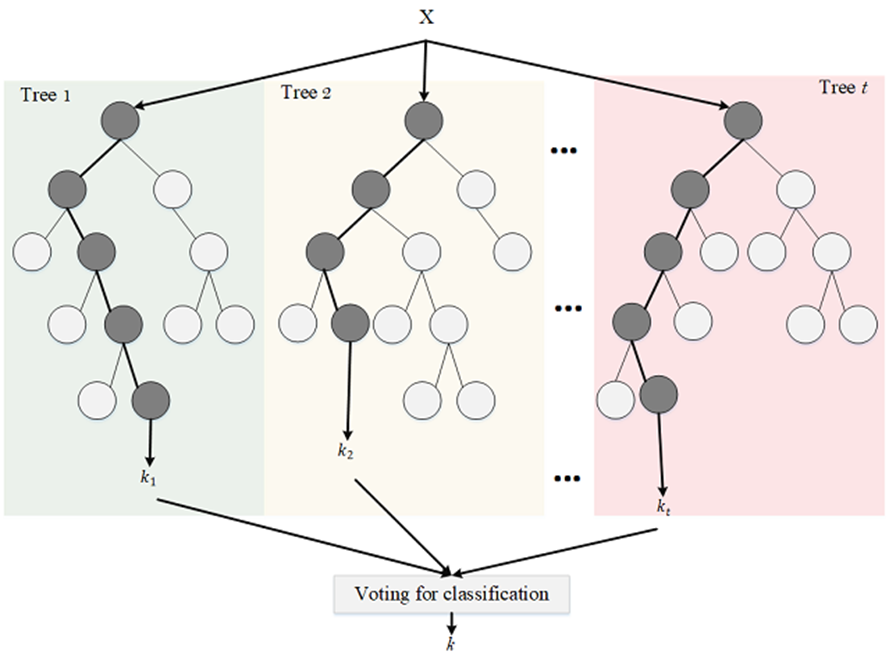 X
Tree 1
Tree 2
Tree t
...
...
...
k₁
k₂
kₜ
Voting for classification
k